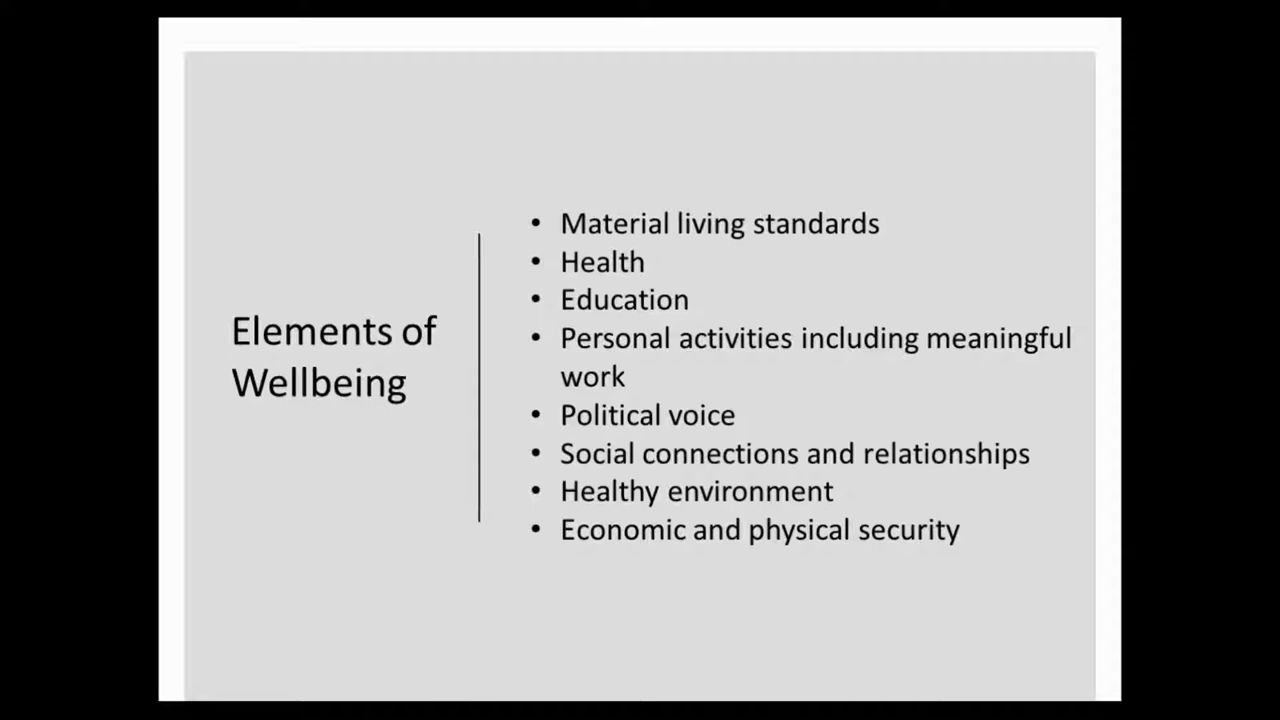 Elements of
Wellbeing
• Material living standards
• Health
• Education
• Personal activities including meaningful
work
• Political voice
• Social connections and relationships
• Healthy environment
• Economic and physical security